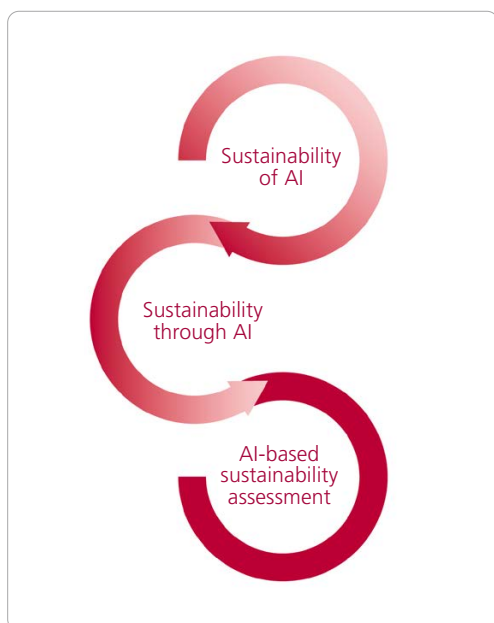 Sustainability
of AI
Sustainability
through AI
AI-based
sustainability
assessment